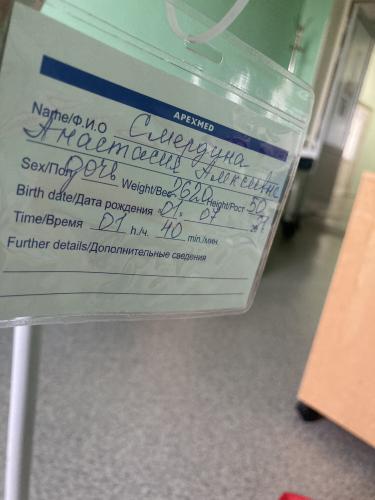 APEXMED
Name/Ф.И.О Смердуна
Анастасия Алексеевна
Sex/Пол дочь Weight/Вес 2620 Height/Рост 50
Birth date/Дата рождения 01. 07
Time/Время 01 h./ч. 40 min./мин.
Further details/Дополнительные сведения